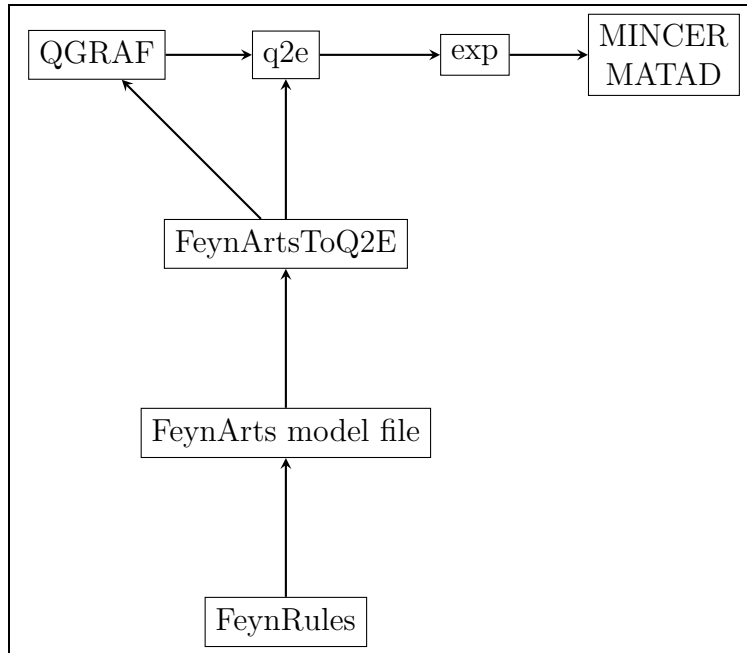 QGRAF
q2e
exp
MINCER
MATAD
FeynArtsToQ2E
FeynArts model file
FeynRules